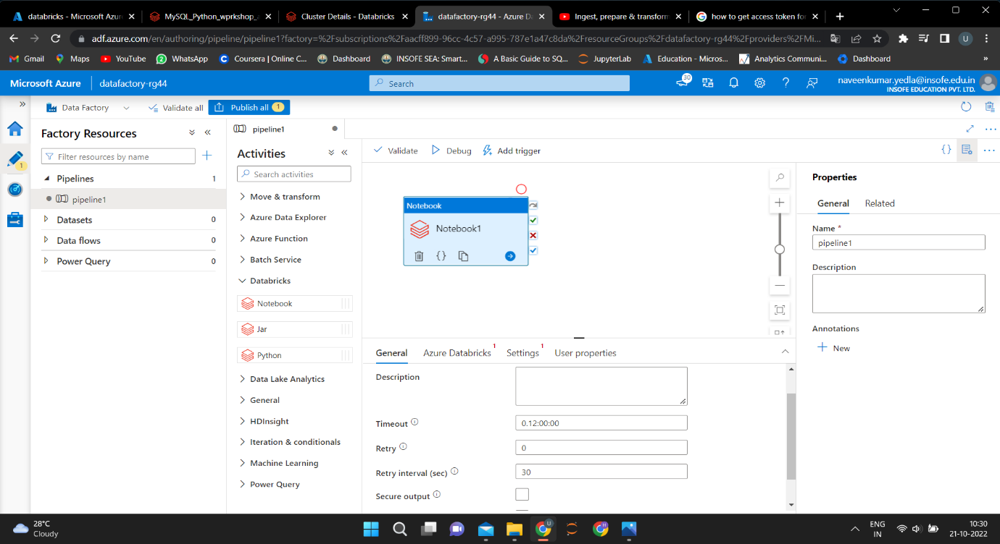 databricks - Microsoft Azur
MySQL_Python_wprkshop_
Cluster Details - Databricks
datafactory-rg44 - Azure Da
Ingest, prepare & transform
how to get access token for
adf.azure.com/en/authoring/pipeline/pipeline1?factory=%2Fsubscriptions%2Faacff899-96cc-4c57-a995-787e1a47c8da%2FresourceGroups%2Fdatafactory-rg44%2Fproviders%2FMi...
U
Gmail
Maps
YouTube
WhatsApp
Coursera | Online C...
Dashboard
INSOFE SEA: Smart...
A Basic Guide to SQ...
JupyterLab
Education - Micros...
Analytics Communi...
Dashboard
»
Microsoft Azure
datafactory-rg44
Search
30
naveenkumar.yedla@insofe.edu.in
INSOFE EDUCATION PVT. LTD.
Data Factory
Validate all
Publish all 1
1
Factory Resources
Filter resources by name
Pipelines 1
pipeline1
Datasets 0
Data flows 0
Power Query 0
pipeline1
Activities
Search activities
Move & transform
Azure Data Explorer
Azure Function
Batch Service
Databricks
Notebook
Jar
Python
Data Lake Analytics
General
HDInsight
Iteration & conditionals
Machine Learning
Power Query
Validate
Debug
Add trigger
Notebook
Notebook1
{}
General
Azure Databricks 1
Settings 1
User properties
Description
Timeout
0.12:00:00
Retry
0
Retry interval (sec)
30
Secure output
{}
Properties
General
Related
Name *
pipeline1
Description
Annotations
New
28°C
Cloudy
U
H
ENG
IN
10:30
21-10-2022